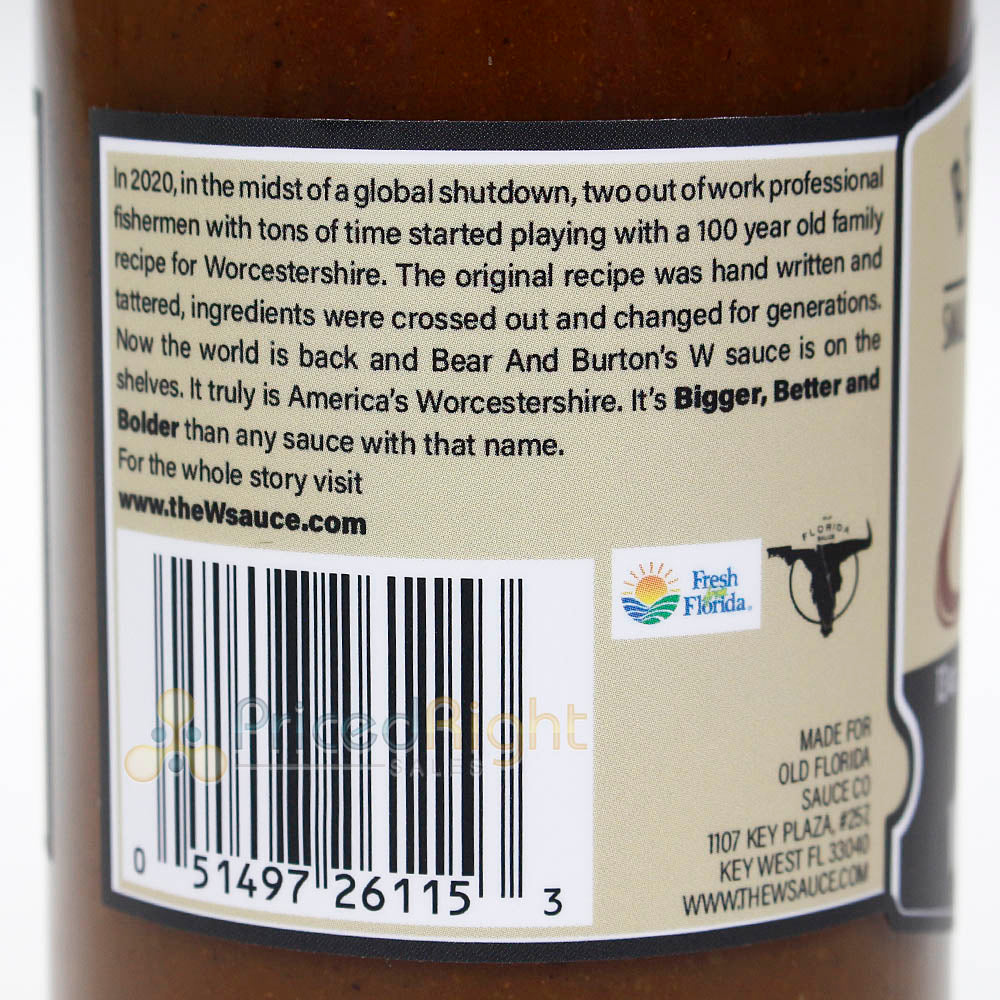 In 2020, in the midst of a global shutdown, two out of work professional
fishermen with tons of time started playing with a 100 year old family
recipe for Worcestershire. The original recipe was hand written and
tattered, ingredients were crossed out and changed for generations.
Now the world is back and Bear And Burton's W sauce is on the
shelves. It truly is America's Worcestershire. It's Bigger, Better and
Bolder than any sauce with that name.
For the whole story visit
www.theWsauce.com
Fresh
from
Florida®
FLORIDA
SAUCE
PricedRight
SALES
MADE FOR
OLD FLORIDA
SAUCE CO
1107 KEY PLAZA, #257
KEY WEST FL 33040
WWW.THEWSAUCE.COM
0 51497 26115 3